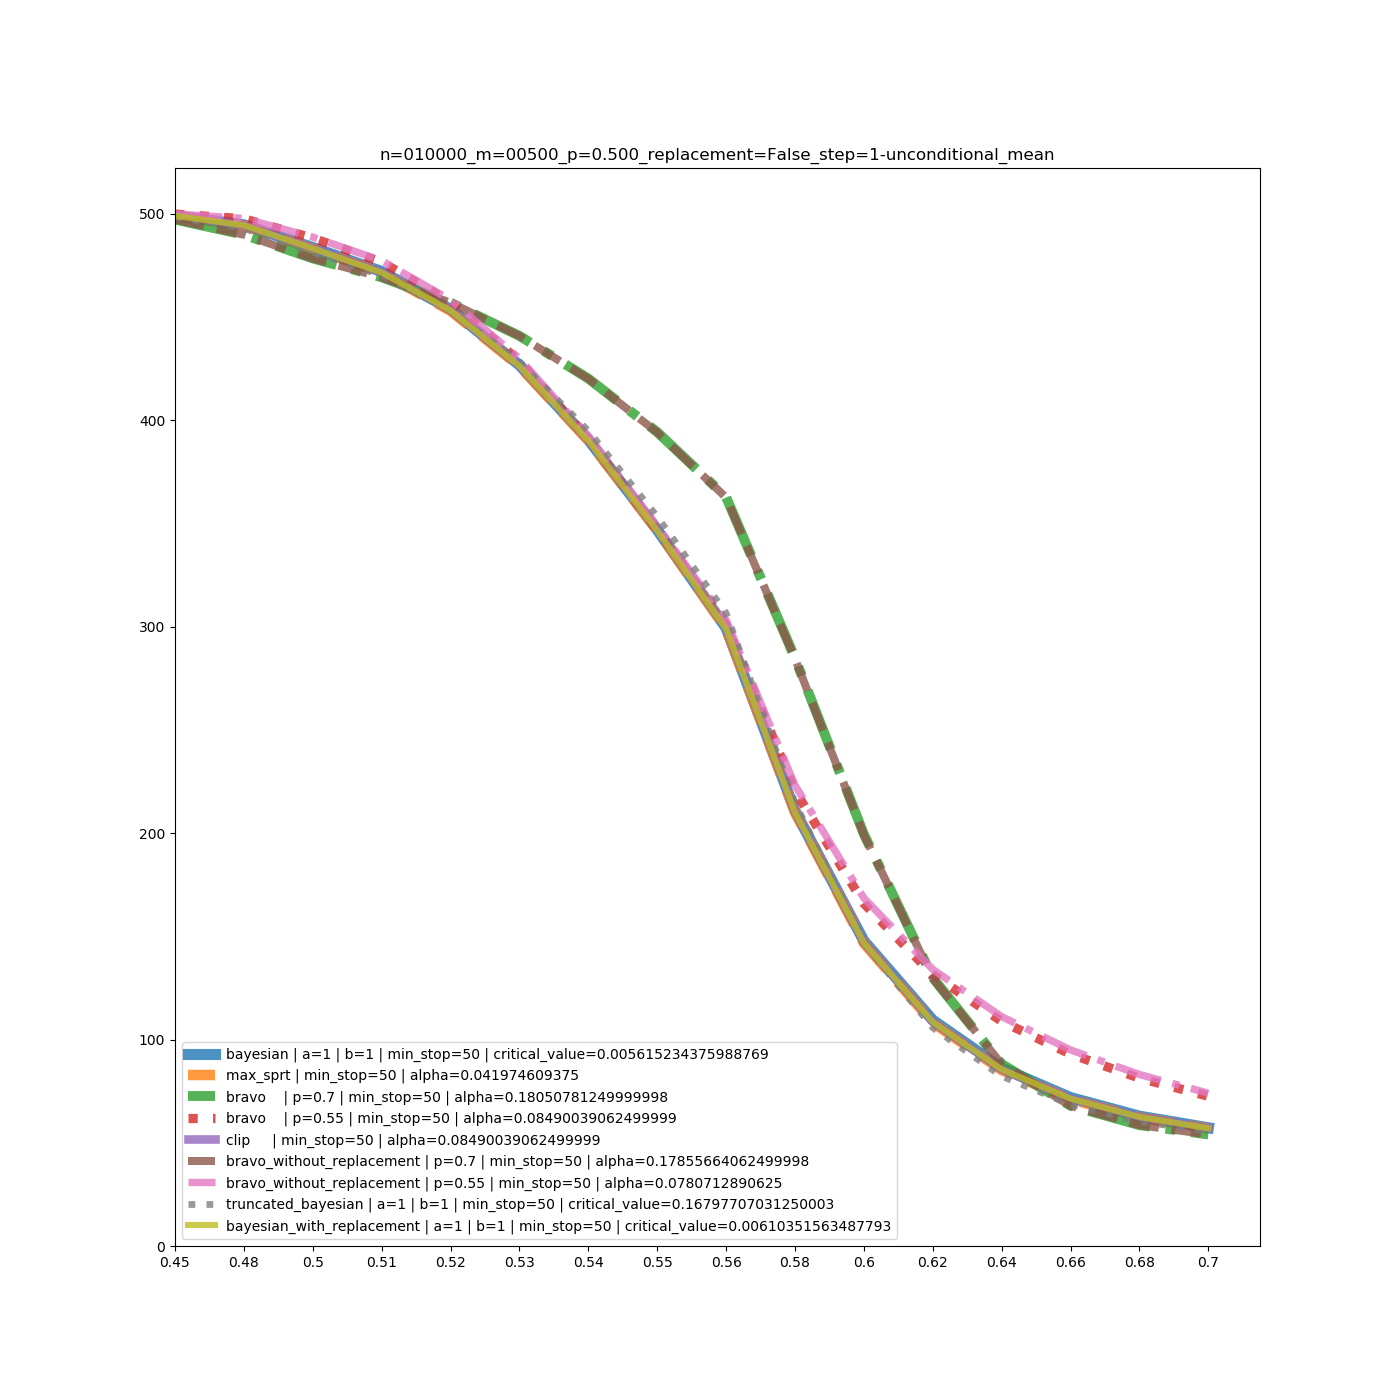 n=010000_m=00500_p=0.500_replacement=False_step=1-unconditional_mean
500
400
300
200
100
0
bayesian | a=1 | b=1 | min_stop=50 | critical_value=0.005615234375988769
max_sprt | min_stop=50 | alpha=0.041974609375
bravo | p=0.7 | min_stop=50 | alpha=0.18050781249999998
bravo | p=0.55 | min_stop=50 | alpha=0.08490039062499999
clip | min_stop=50 | alpha=0.08490039062499999
bravo_without_replacement | p=0.7 | min_stop=50 | alpha=0.17855664062499998
bravo_without_replacement | p=0.55 | min_stop=50 | alpha=0.0780712890625
truncated_bayesian | a=1 | b=1 | min_stop=50 | critical_value=0.16797707031250003
bayesian_with_replacement | a=1 | b=1 | min_stop=50 | critical_value=0.00610351563487793
0.45 0.48 0.5 0.51 0.52 0.53 0.54 0.55 0.56 0.58 0.6 0.62 0.64 0.66 0.68 0.7